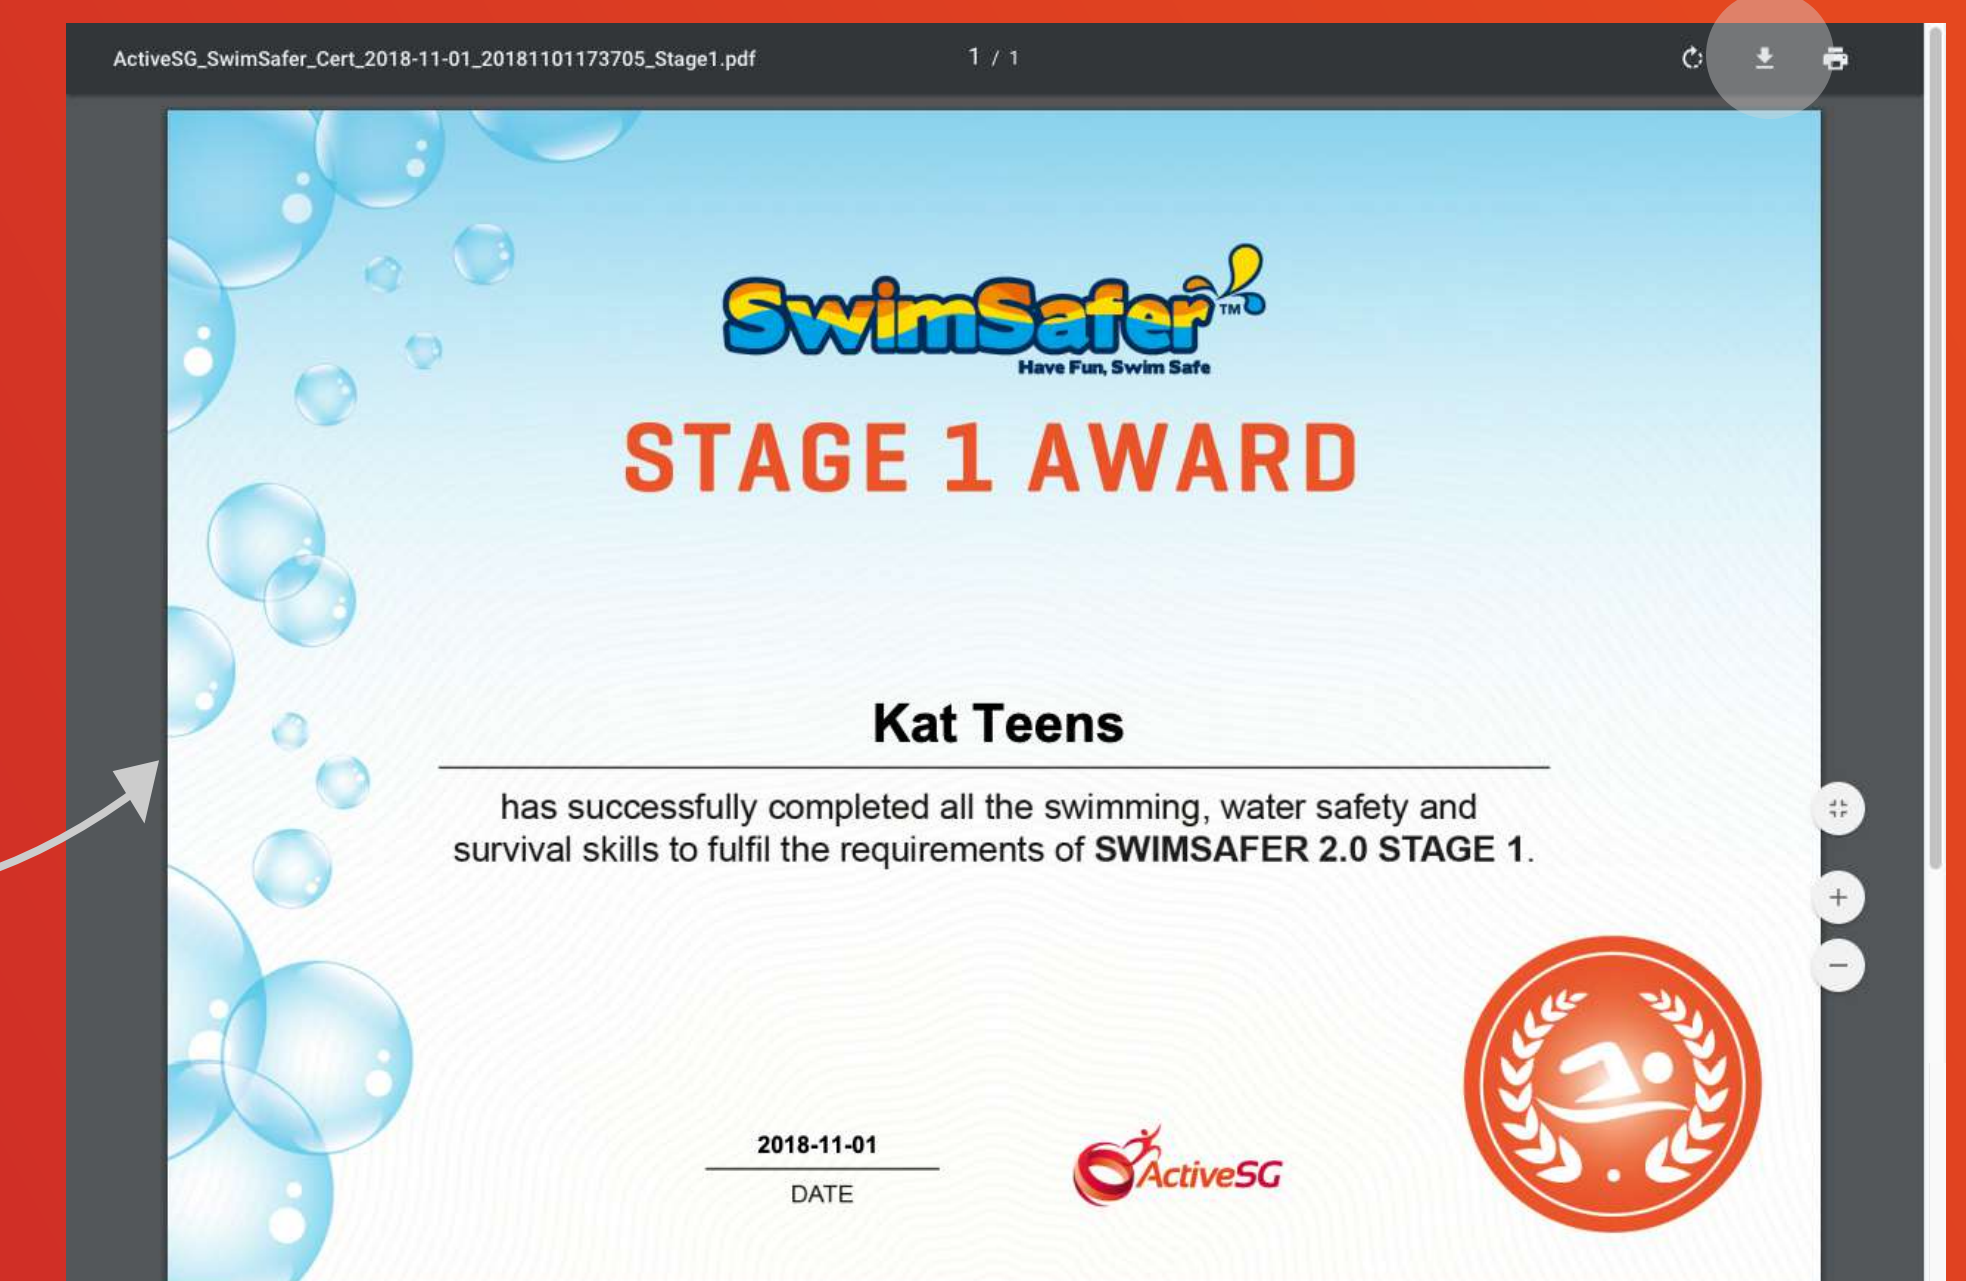 ActiveSG_SwimSafer_Cert_2018-11-01_20181101173705_Stage1.pdf
1 / 1
SwimSafer™
Have Fun, Swim Safe
STAGE 1 AWARD
Kat Teens
has successfully completed all the swimming, water safety and
survival skills to fulfil the requirements of SWIMSAFER 2.0 STAGE 1.
2018-11-01
DATE
ActiveSG